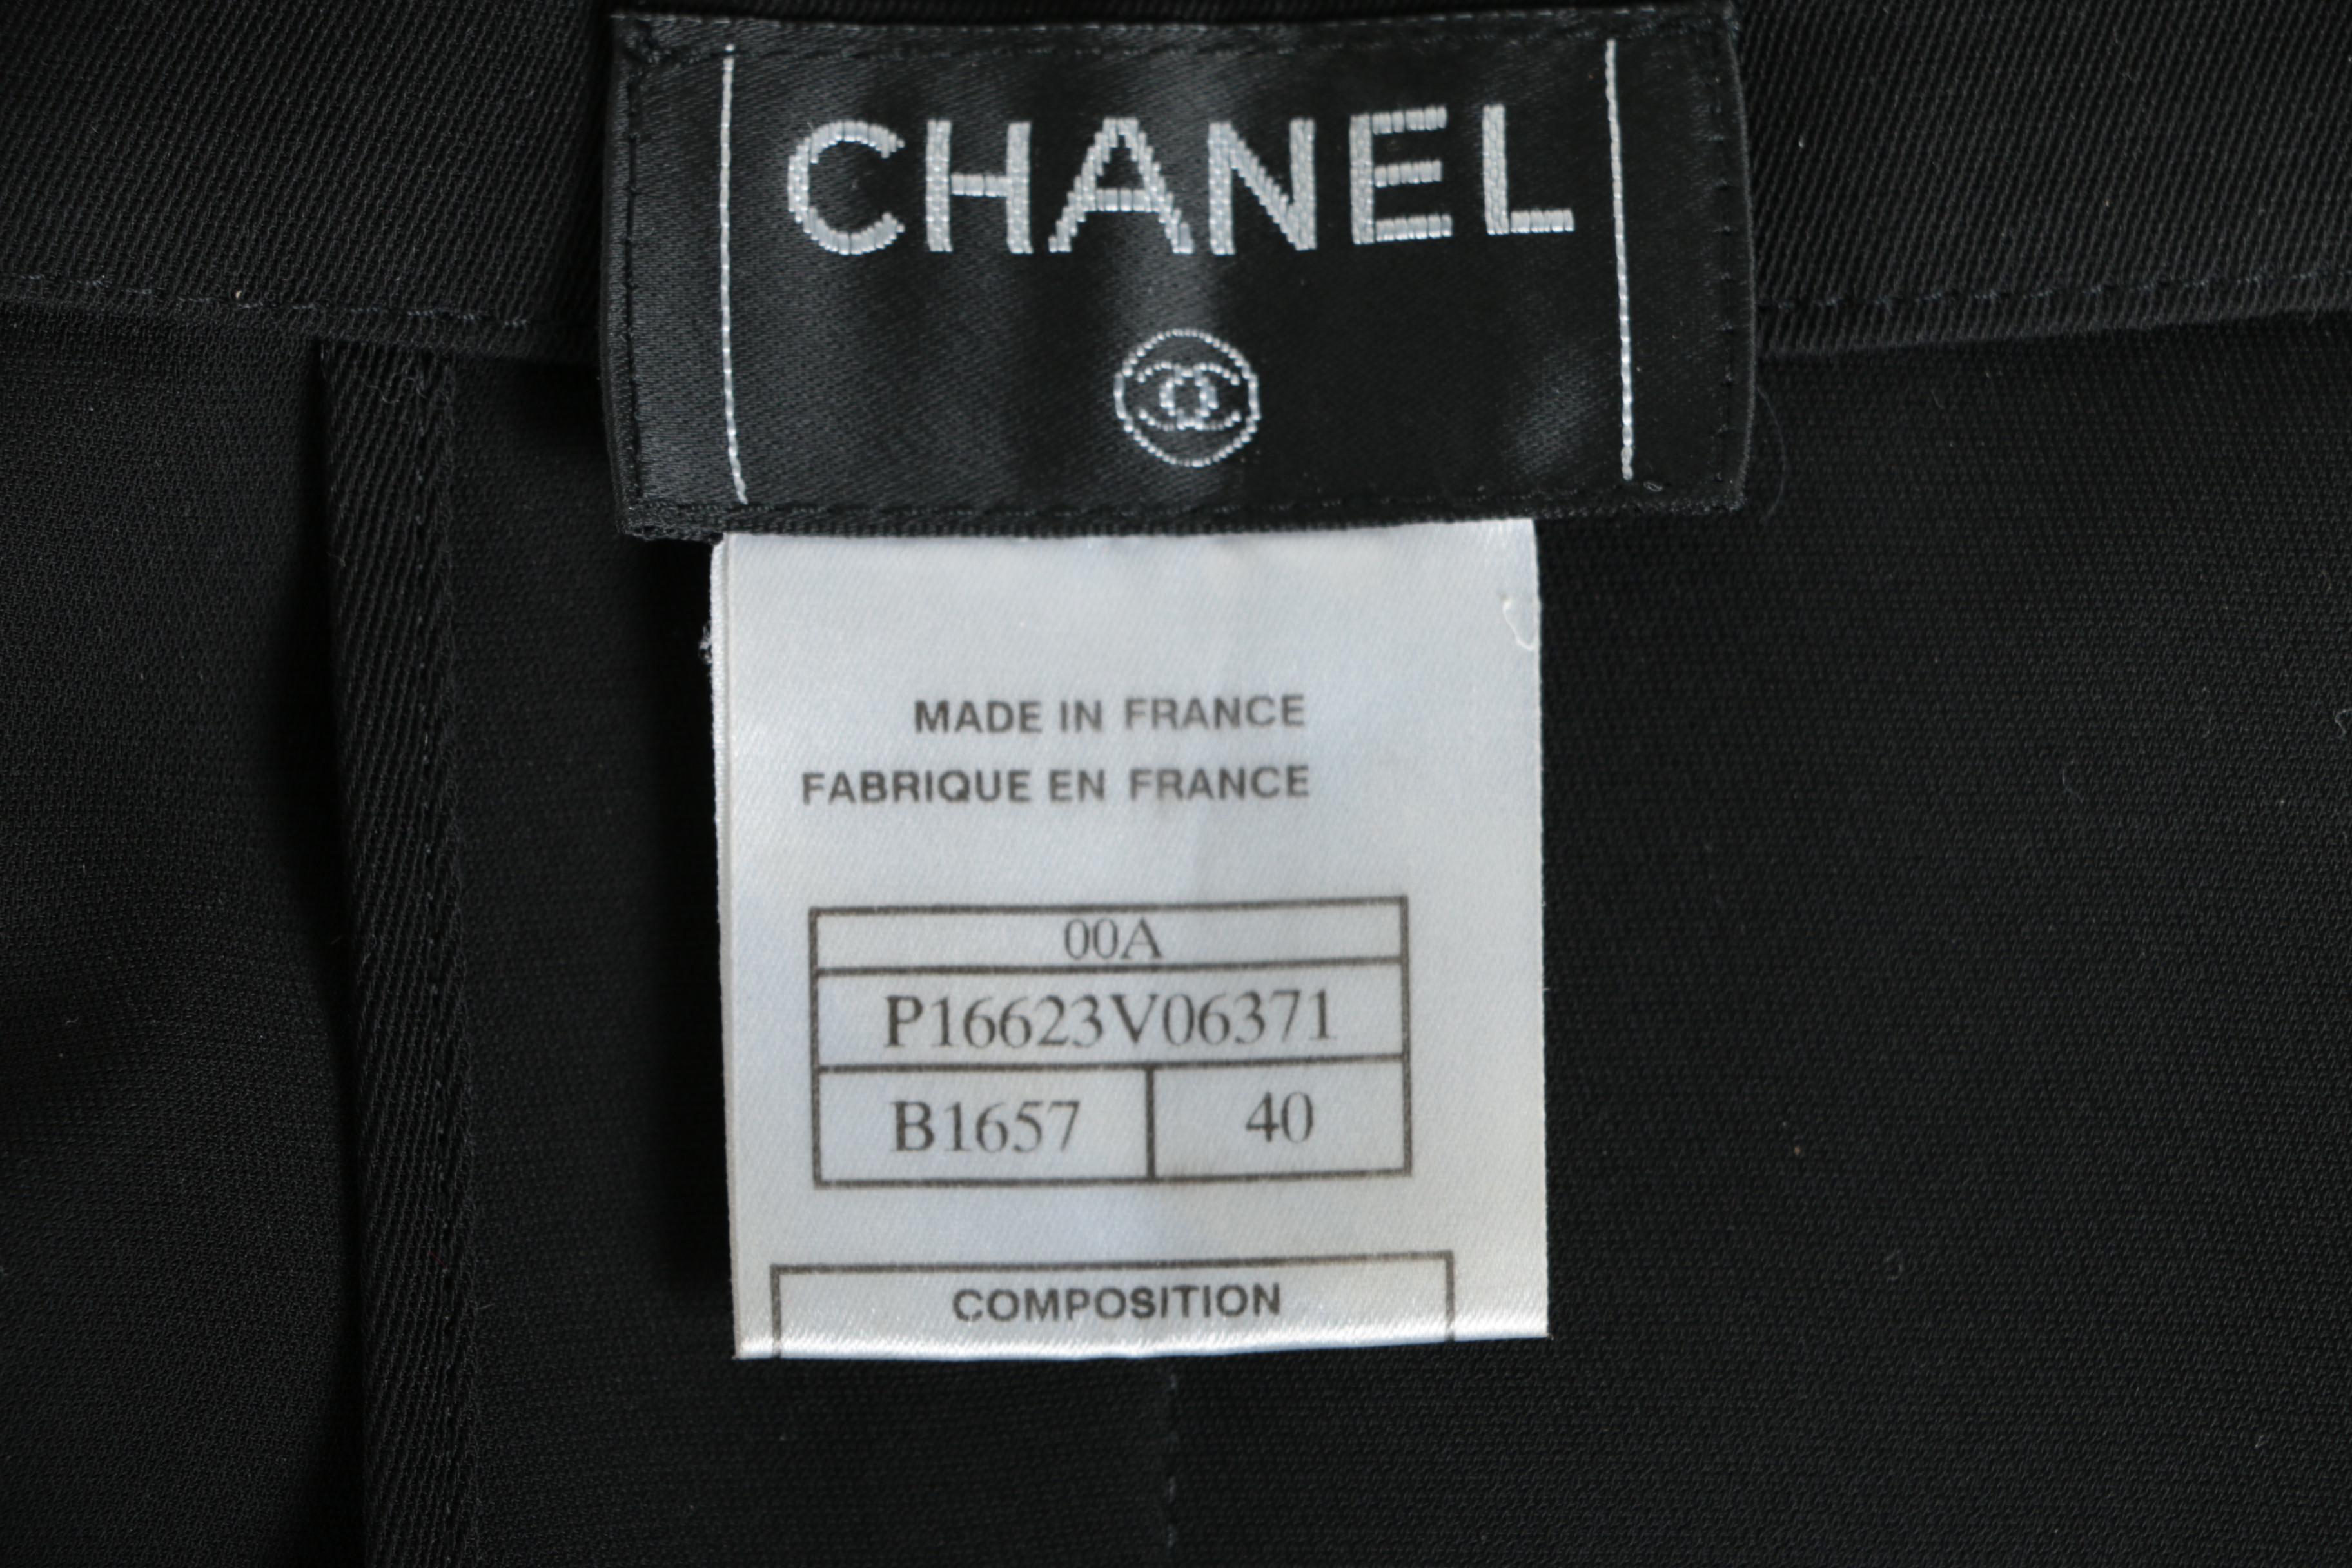 CHANEL
MADE IN FRANCE
FABRIQUE EN FRANCE
00A
P16623V06371
B1657 40
COMPOSITION